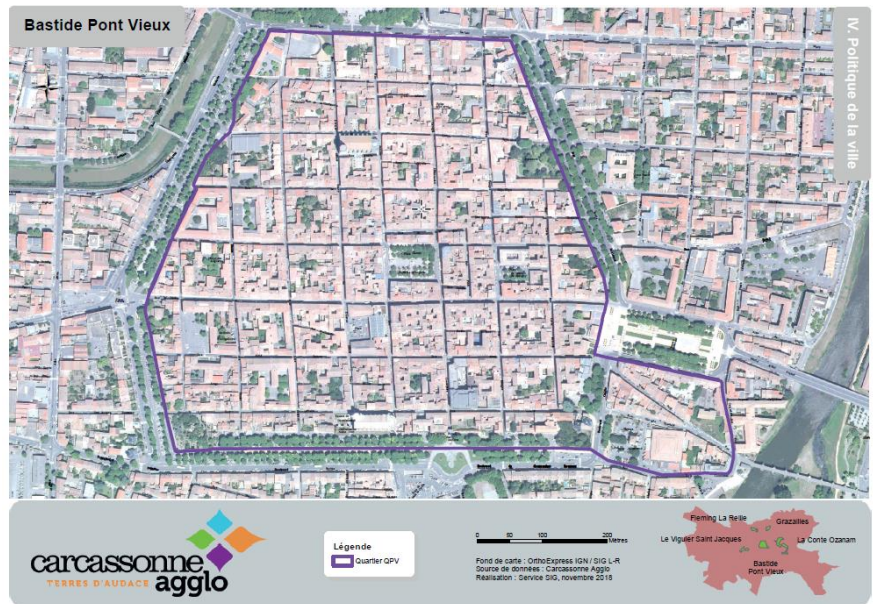 Bastide Pont Vieux
IV. Politique de la ville
carcassonne
TERRES D'AUDACE agglo
Légende
Quartier QPV
0 50 100 200
Mètres
Fond de carte : OrthoExpress IGN / SIG L-R
Source de données : Carcassonne Agglo
Réalisation : Service SIG, novembre 2018
Fleming La Reille
Grazailles
Le Viguier Saint Jacques
La Conte Ozanam
Bastide
Pont Vieux